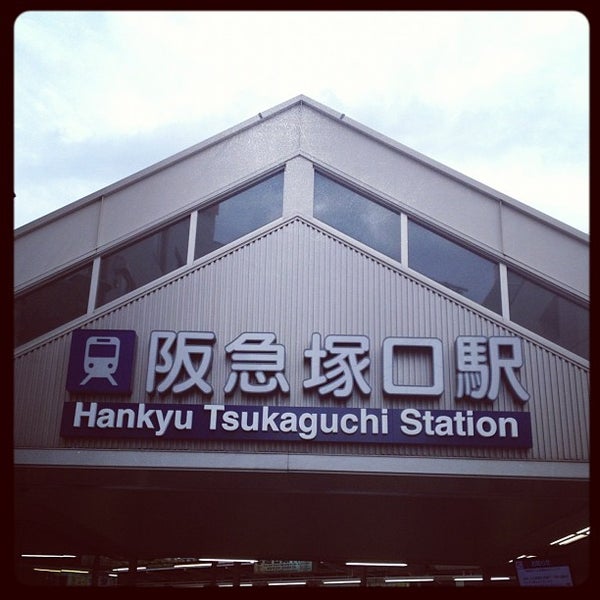 阪急塚口駅
Hankyu Tsukaguchi Station